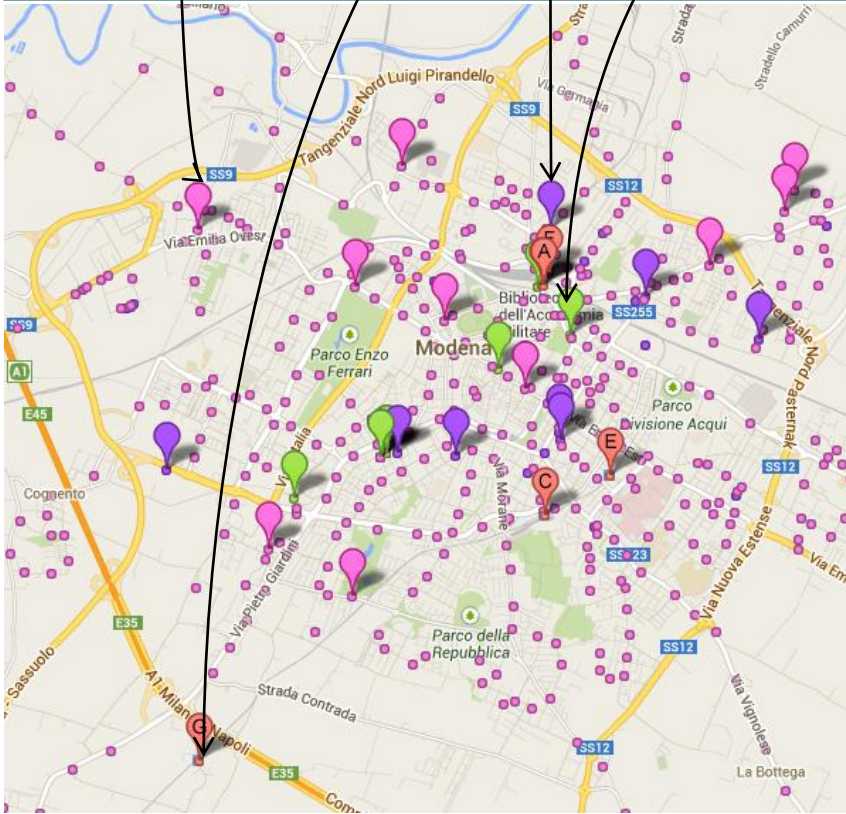 Strada
Stradello Camurri
Tangenziale Nord Luigi Pirandello
Via Germania
SS9
SS9
SS12
Via Emilia Ovest
F
A
Biblioteca
dell'Accademia
Militare
SS255
SS9
Modena
Parco Enzo
Ferrari
A1
E45
Tangenziale Nord Pasternak
Parco
Divisione Acqui
E
SS12
C
Cognento
Via Morane
Via Pietro Giardini
Via Nuova Estense
E35
Parco della
Repubblica
SS12
Sassuolo
A1 Milano Napoli
Strada Contrada
Via Vignolese
G
SS12
E35
La Bottega